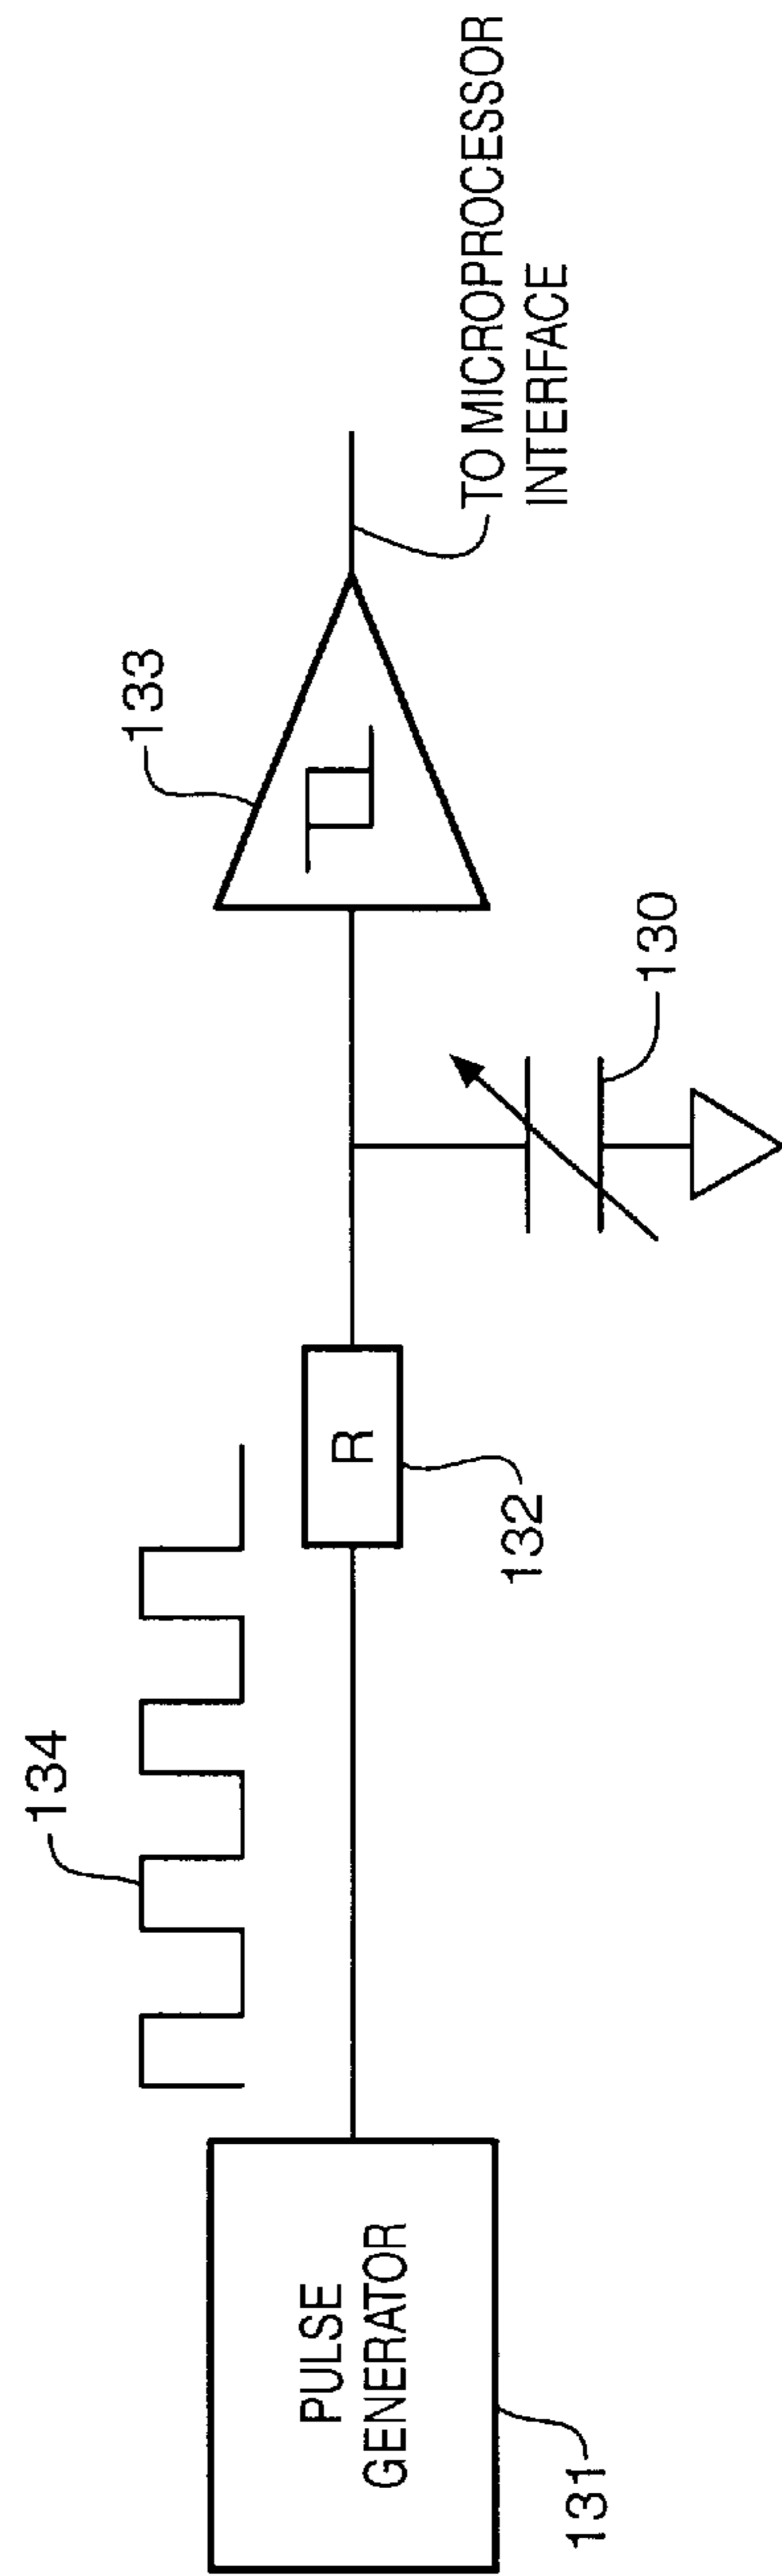 134
133
PULSE
GENERATOR
R
TO MICROPROCESSOR
INTERFACE
131
132
130